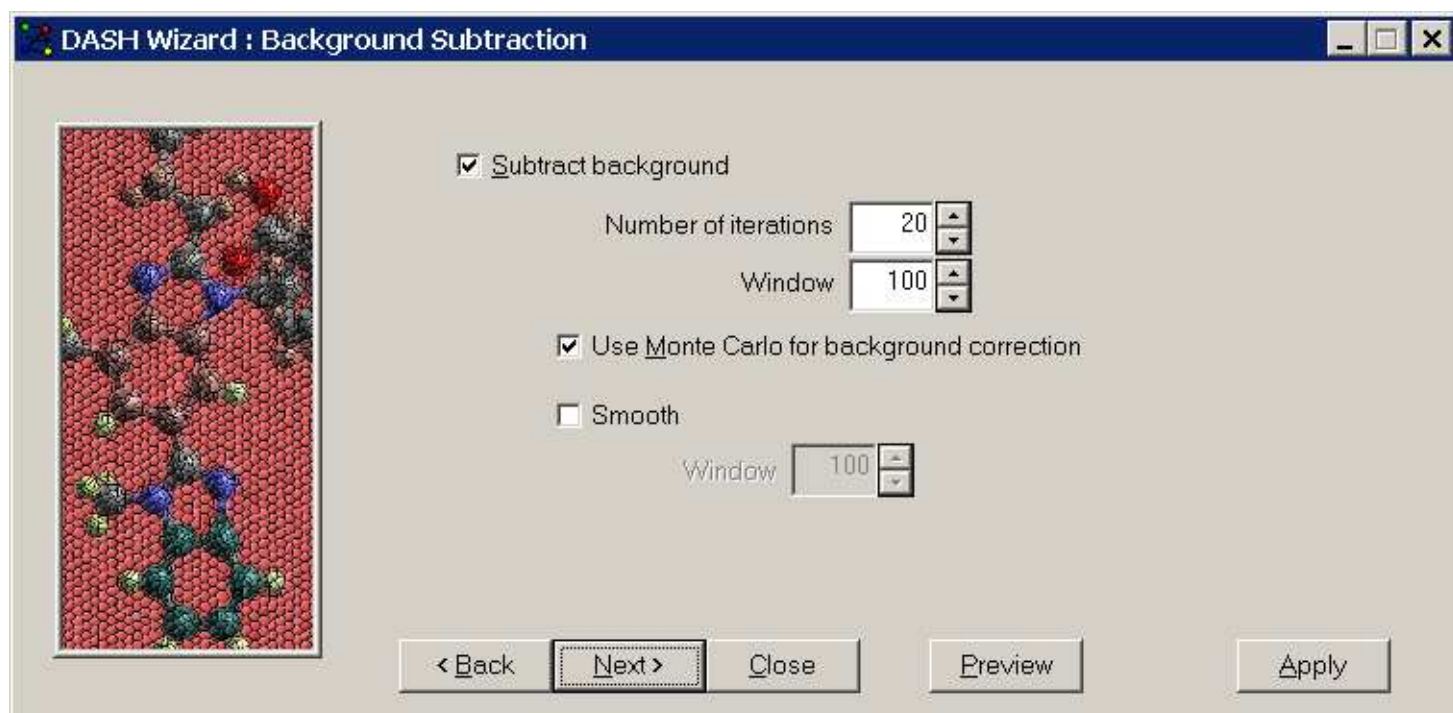 DASH Wizard : Background Subtraction
Subtract background
Number of iterations 20
Window 100
Use Monte Carlo for background correction
Smooth
Window 100
< Back Next > Close Preview Apply